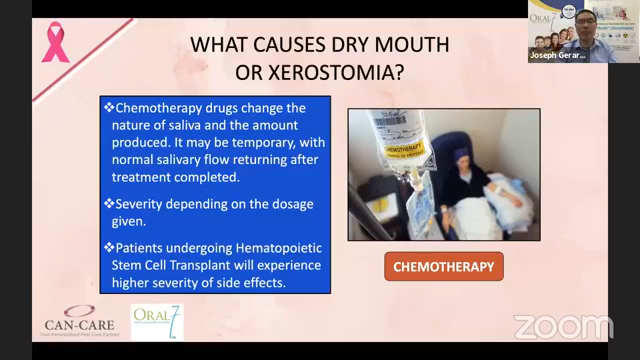 WHAT CAUSES DRY MOUTH
OR XEROSTOMIA?
❖Chemotherapy drugs change the
nature of saliva and the amount
produced. It may be temporary, with
normal salivary flow returning after
treatment completed.
❖Severity depending on the dosage
given.
❖Patients undergoing Hematopoietic
Stem Cell Transplant will experience
higher severity of side effects.
CHEMOTHERAPY
CHEMOTHERAPY
CAN-CARE
ORAL7
ORAL7
Joseph Gerar...
zoom